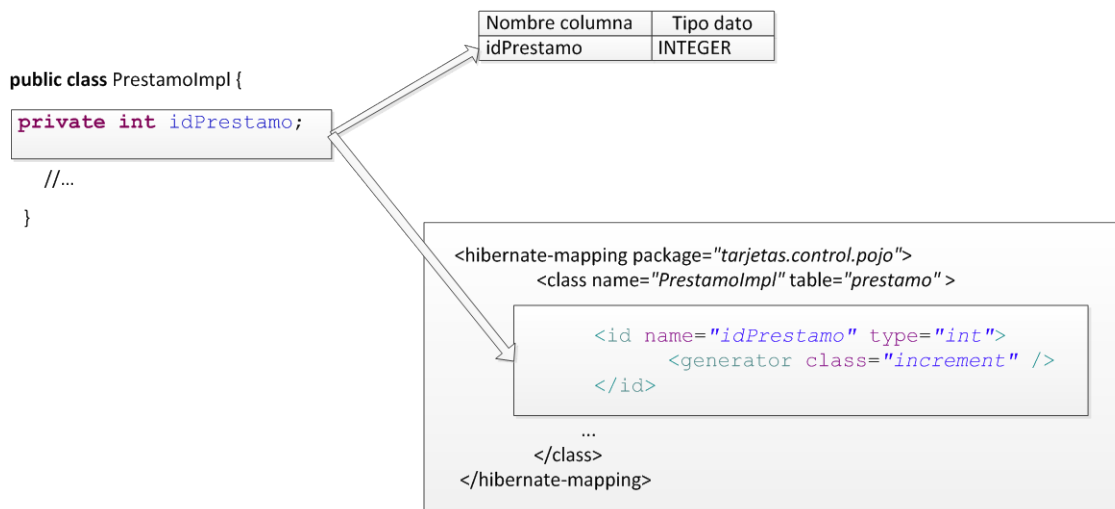 Nombre columna Tipo dato
idPrestamo INTEGER
public class PrestamoImpl {
private int idPrestamo;
//...
}
<hibernate-mapping package="tarjetas.control.pojo">
<class name="PrestamoImpl" table="prestamo" >
<id name="idPrestamo" type="int">
<generator class="increment" />
</id>
...
</class>
</hibernate-mapping>